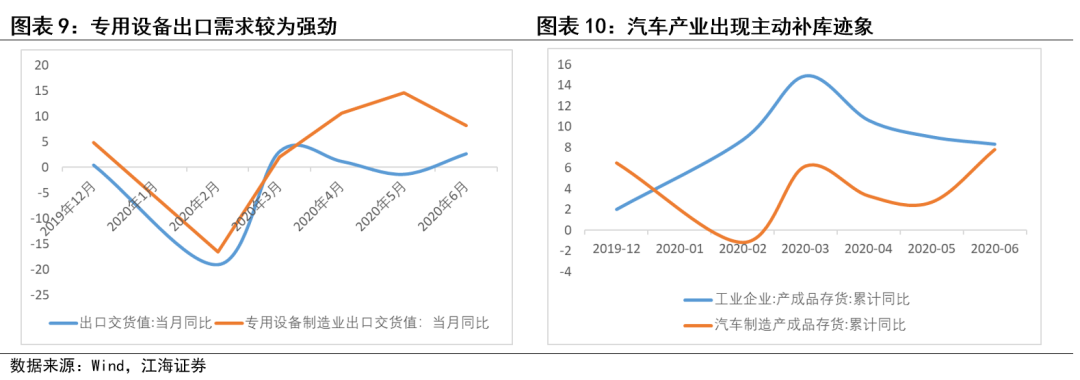 图表 9：专用设备出口需求较为强劲
20
15
10
5
0
-5
-10
-15
-20
-25
2019年12月
2020年1月
2020年2月
2020年3月
2020年4月
2020年5月
2020年6月
出口交货值:当月同比
专用设备制造业出口交货值：当月同比
图表 10：汽车产业出现主动补库迹象
16
14
12
10
8
6
4
2
0
-2
-4
2019-12 2020-01 2020-02 2020-03 2020-04 2020-05 2020-06
工业企业:产成品存货:累计同比
汽车制造产成品存货:累计同比
数据来源：Wind，江海证券